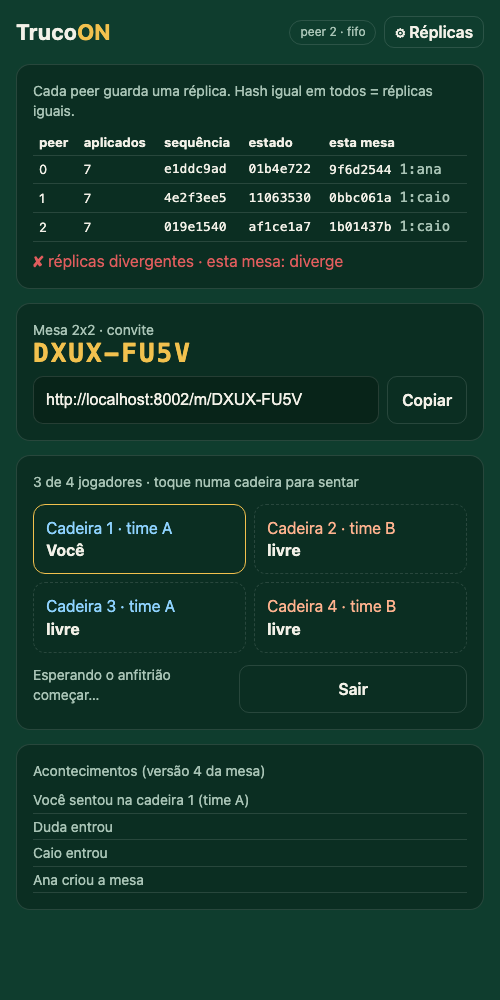 TrucoON
peer 2 · fifo
⚙ Réplicas
Cada peer guarda uma réplica. Hash igual em todos = réplicas
iguais.
peer aplicados sequência estado esta mesa
0 7 e1ddc9ad 01b4e722 9f6d2544 1:ana
1 7 4e2f3ee5 11063530 0bbc061a 1:caio
2 7 019e1540 af1ce1a7 1b01437b 1:caio
✘ réplicas divergentes · esta mesa: diverge
Mesa 2x2 · convite
DXUX-FU5V
http://localhost:8002/m/DXUX-FU5V
Copiar
3 de 4 jogadores · toque numa cadeira para sentar
Cadeira 1 · time A
Você
Cadeira 2 · time B
livre
Cadeira 3 · time A
livre
Cadeira 4 · time B
livre
Esperando o anfitrião
começar...
Sair
Acontecimentos (versão 4 da mesa)
Você sentou na cadeira 1 (time A)
Duda entrou
Caio entrou
Ana criou a mesa